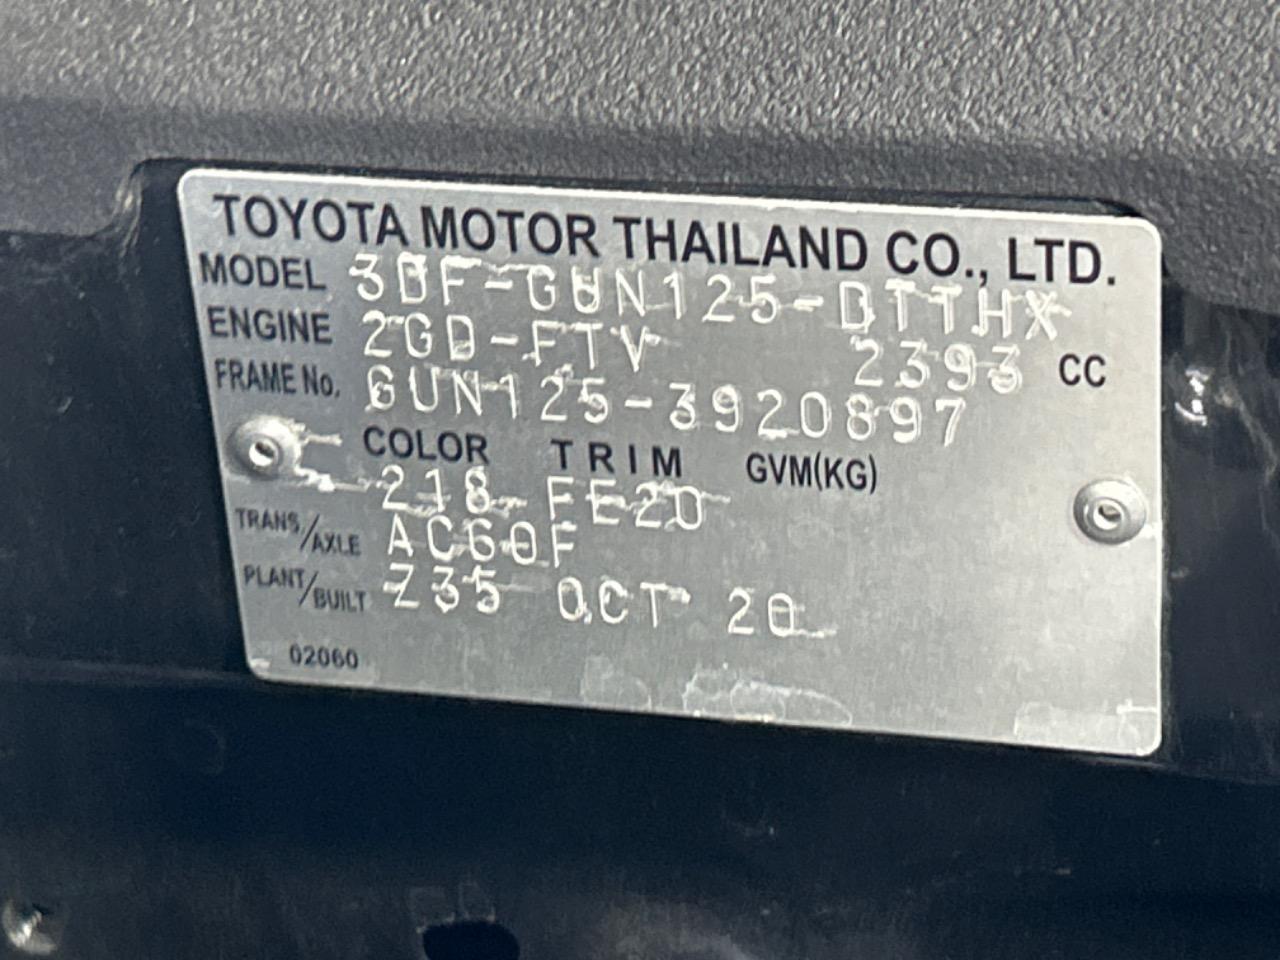 TOYOTA MOTOR THAILAND CO., LTD.
MODEL 3DF-GUN125-DTTHX
ENGINE 2GD-FTV 2393 CC
FRAME No. GUN125-3920897
COLOR TRIM GVM(KG)
218 FE20
TRANS/AXLE AC60F
PLANT/BUILT Z35 OCT 20
02060